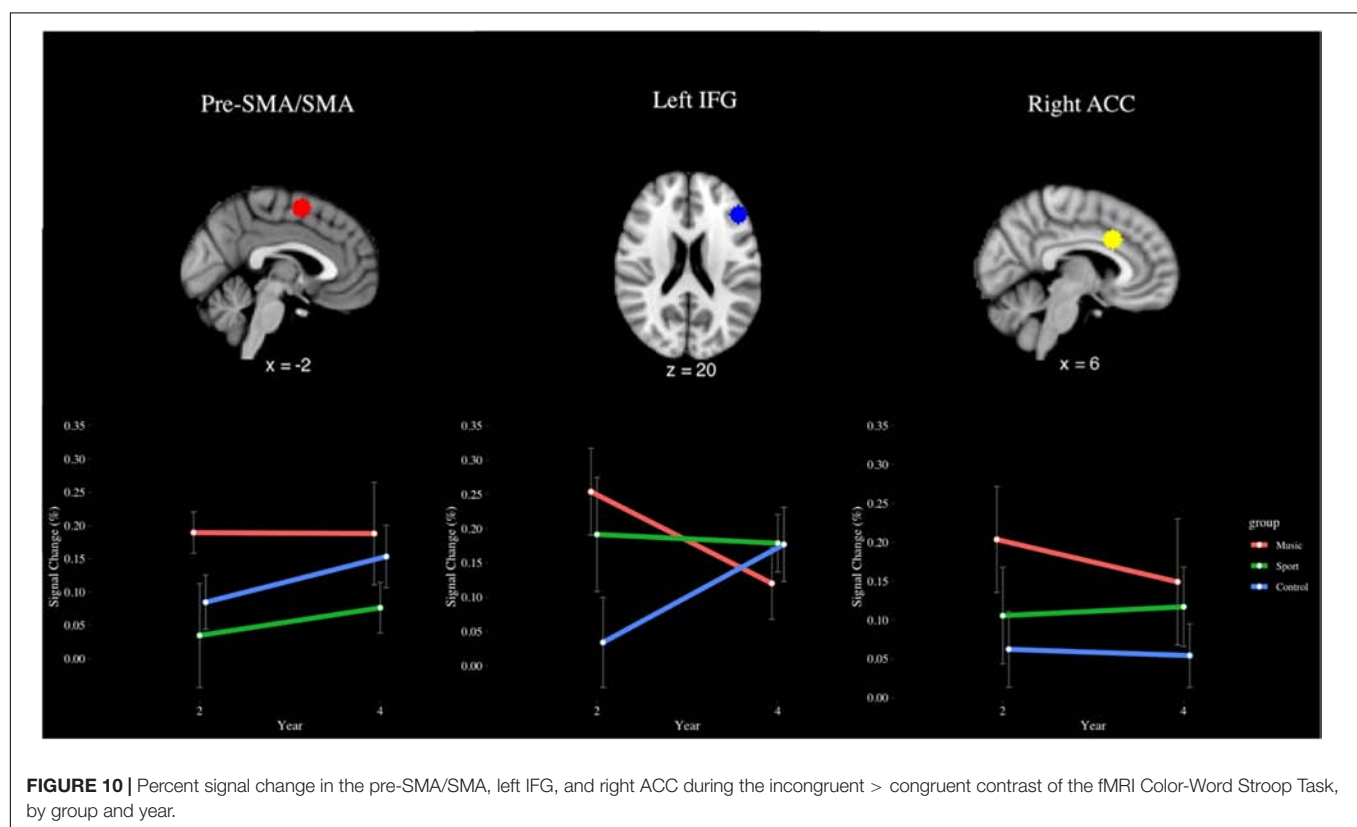 Pre-SMA/SMA
Left IFG
Right ACC
x = -2
z = 20
x = 6
0.35
0.30
0.25
0.20
0.15
0.10
0.05
0.00
Signal Change (%)
2
4
Year
0.35
0.30
0.25
0.20
0.15
0.10
0.05
0.00
Signal Change (%)
2
4
Year
0.35
0.30
0.25
0.20
0.15
0.10
0.05
0.00
Signal Change (%)
2
4
Year
group
Music
Sport
Control
FIGURE 10 | Percent signal change in the pre-SMA/SMA, left IFG, and right ACC during the incongruent > congruent contrast of the fMRI Color-Word Stroop Task,
by group and year.